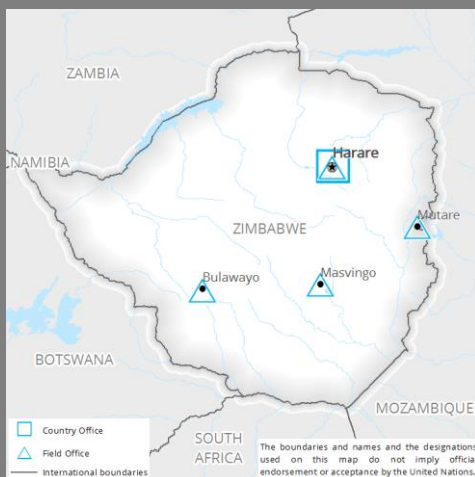 ZAMBIA
Harare
NAMIBIA
Mutare
ZIMBABWE
Bulawayo
Masvingo
BOTSWANA
MOZAMBIQUE
SOUTH
AFRICA
Country Office
Field Office
International boundaries
The boundaries and names and the designations
used on this map do not imply official
endorsement or acceptance by the United Nations.